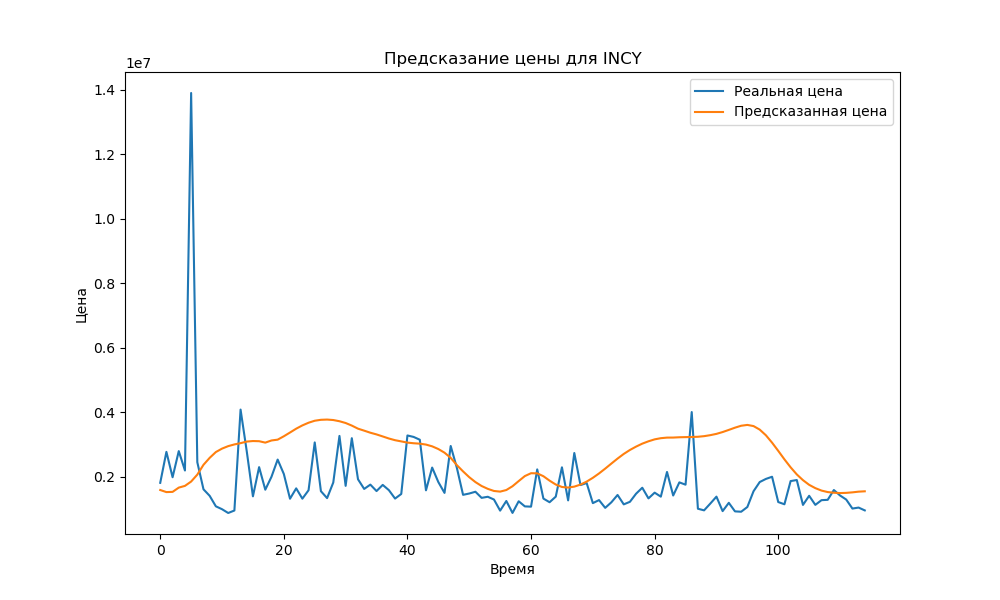 Предсказание цены для INCY
1e7
Реальная цена
Предсказанная цена
1.4
1.2
1.0
0.8
0.6
0.4
0.2
Цена
0 20 40 60 80 100
Время